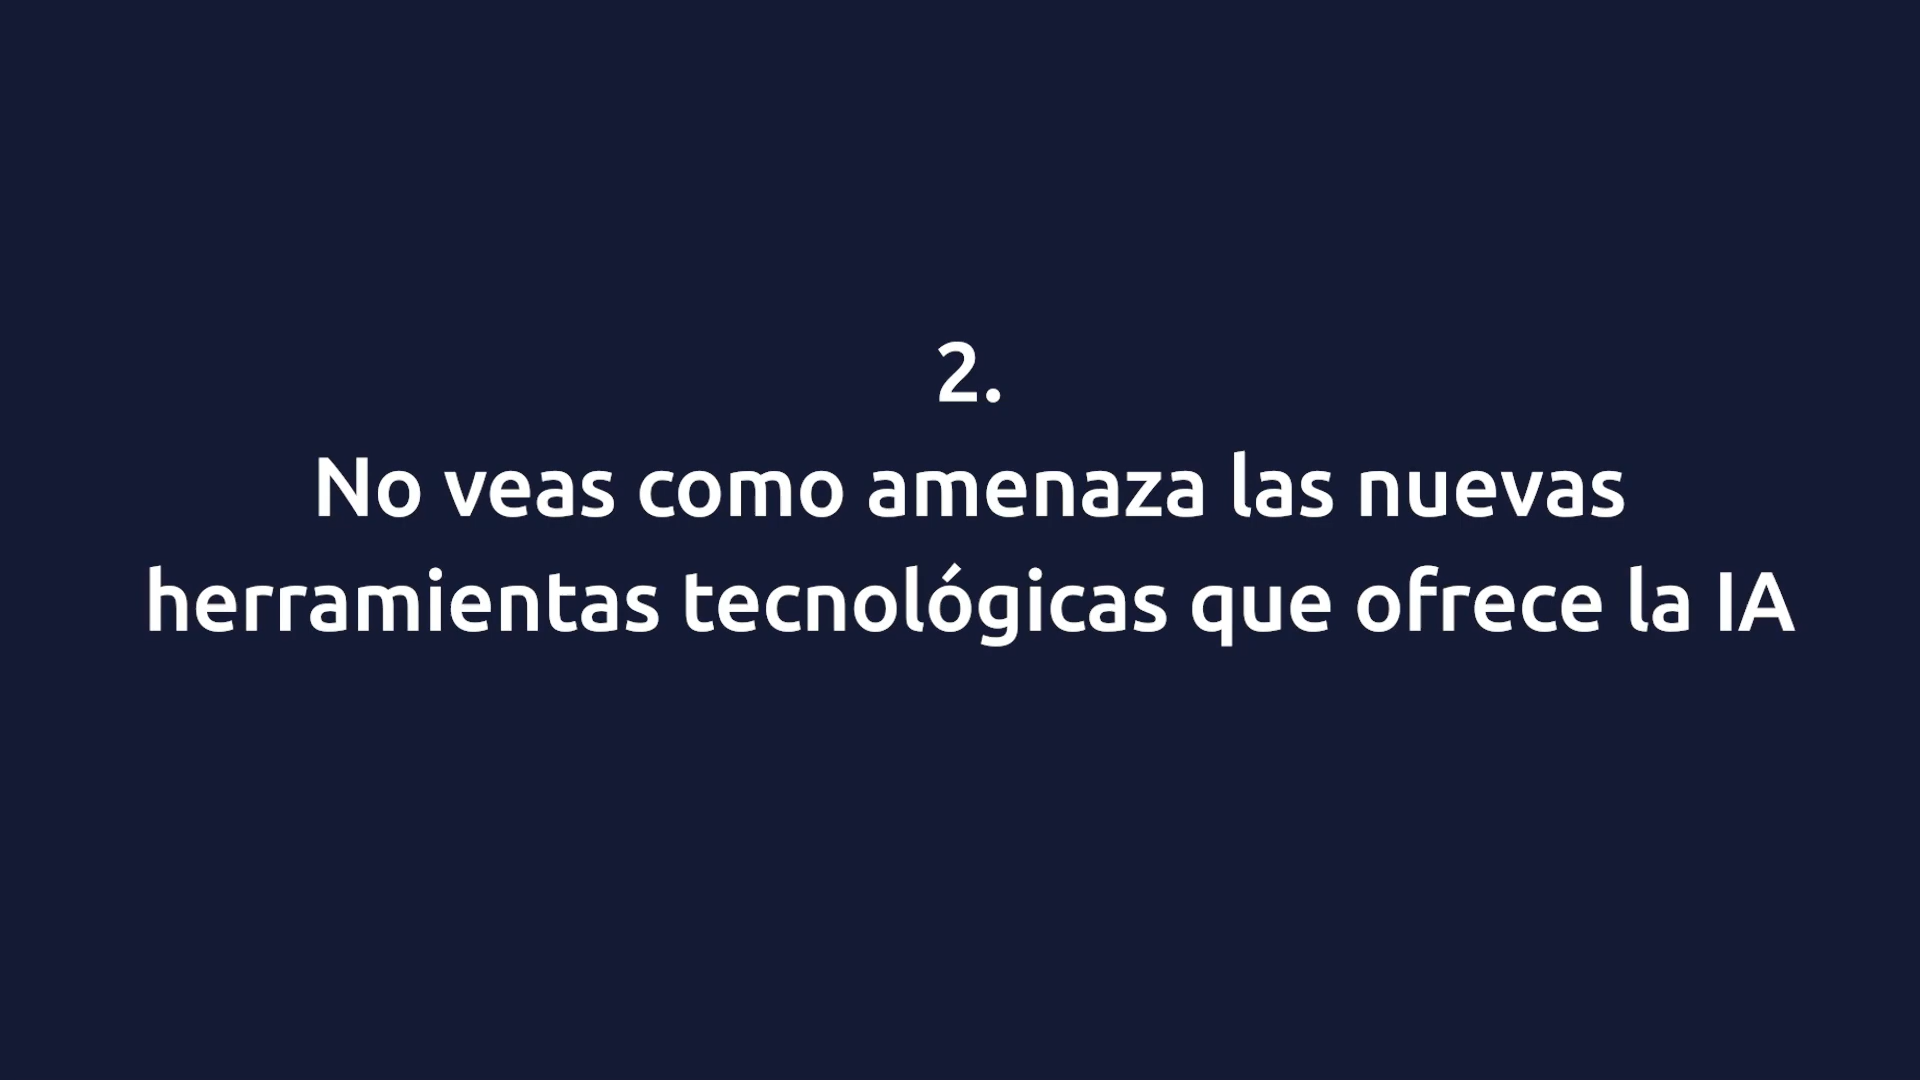 2.
No veas como amenaza las nuevas
herramientas tecnológicas que ofrece la IA